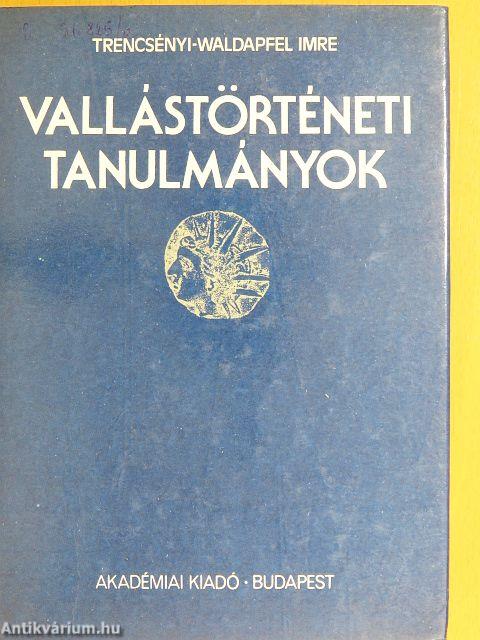 TRENCSÉNYI-WALDAPFEL IMRE
VALLÁSTÖRTÉNETI
TANULMÁNYOK
AKADÉMIAI KIADÓ · BUDAPEST
Antikvárium.hu